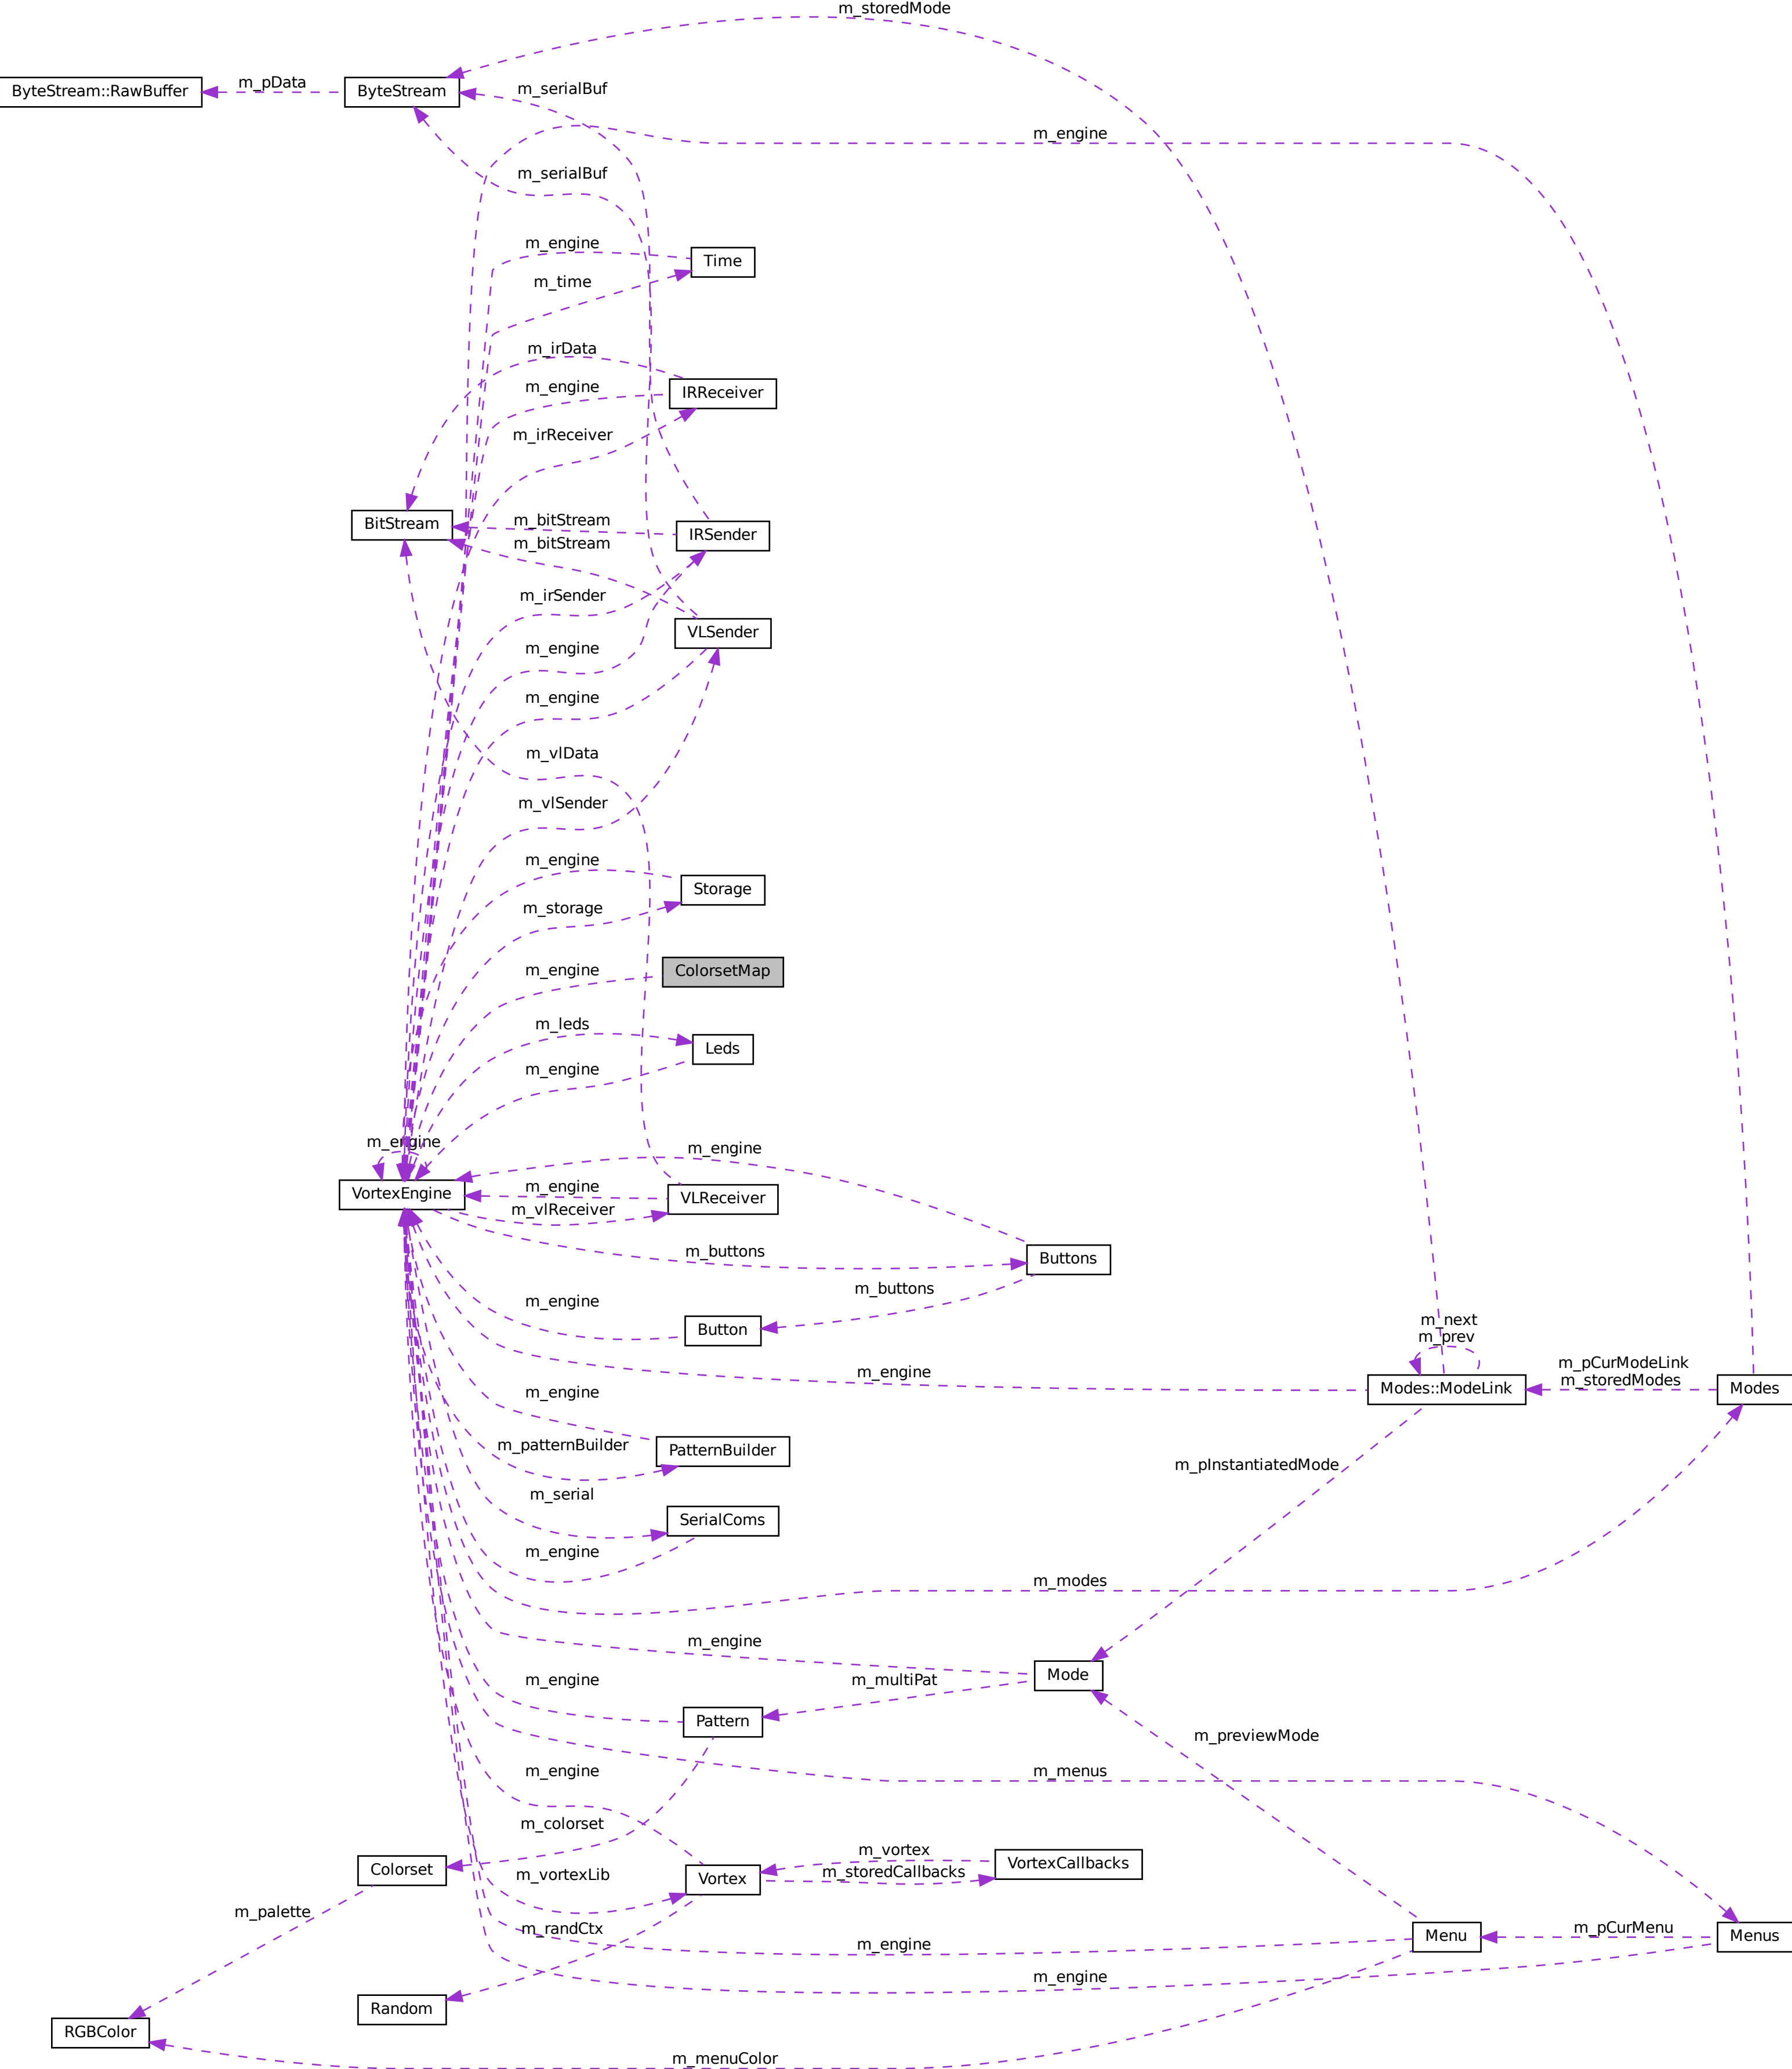 m_storedMode
ByteStream::RawBuffer
m_pData
ByteStream
m_serialBuf
m_engine
m_serialBuf
m_engine
Time
m_time
m_irData
m_engine
IRReceiver
m_irReceiver
BitStream
m_bitStream
IRSender
m_bitStream
m_irSender
VLSender
m_engine
m_engine
m_vlData
m_vlSender
m_engine
Storage
m_storage
m_engine
ColorsetMap
m_leds
Leds
m_engine
m_engine
m_engine
VortexEngine
m_engine
VLReceiver
m_vlReceiver
m_buttons
Buttons
m_buttons
m_engine
Button
m_next
m_prev
m_engine
m_pCurModeLink
m_storedModes
Modes::ModeLink
Modes
m_engine
m_patternBuilder
PatternBuilder
m_pInstantiatedMode
m_serial
SerialComs
m_engine
m_modes
m_engine
Mode
m_engine
m_multiPat
Pattern
m_previewMode
m_engine
m_menus
m_colorset
Colorset
m_vortexLib
Vortex
m_vortex
m_storedCallbacks
VortexCallbacks
m_palette
m_randCtx
m_engine
Menu
m_pCurMenu
Menus
m_engine
Random
RGBColor
m_menuColor